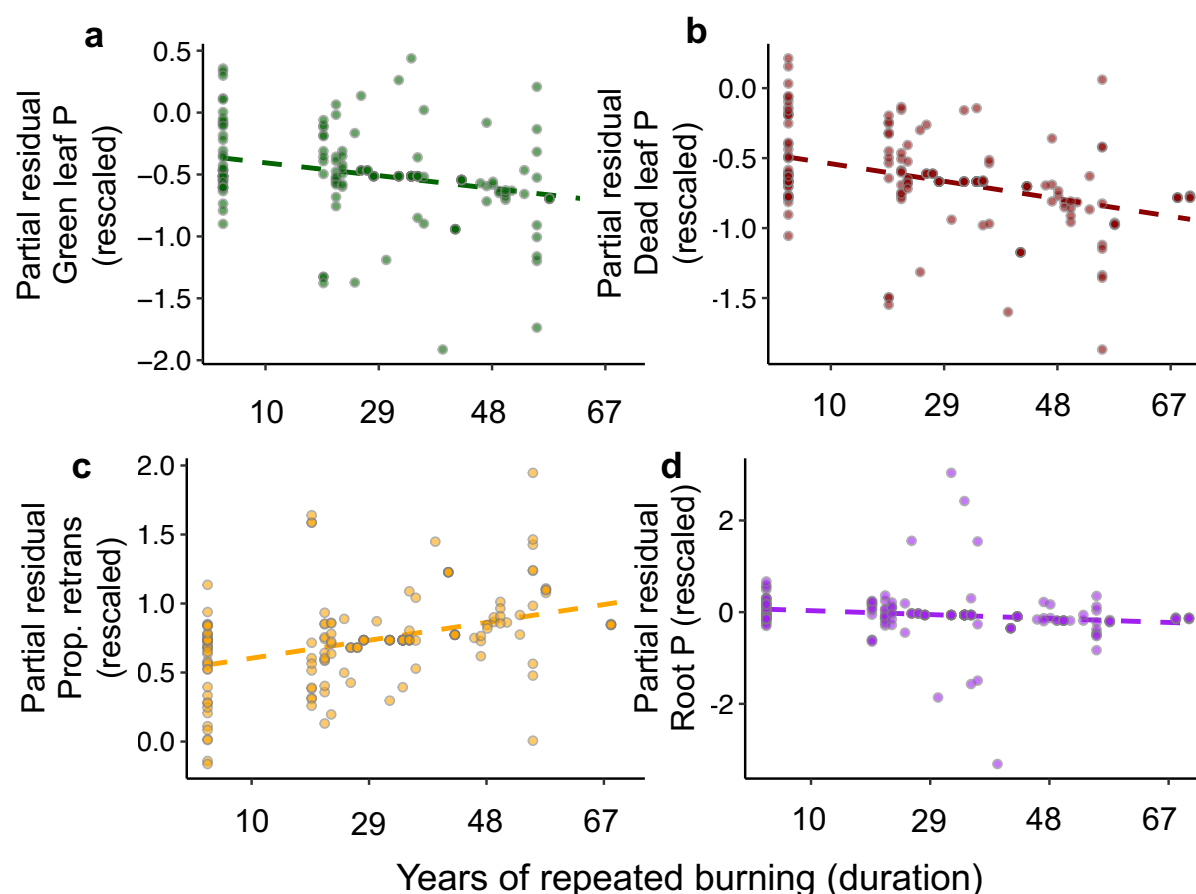 a
Partial residual
Green leaf P
(rescaled)
0.5
0.0
−0.5
−1.0
−1.5
−2.0
10 29 48 67
b
Partial residual
Dead leaf P
(rescaled)
0.0
-0.5
-1.0
-1.5
10 29 48 67
c
Partial residual
Prop. retrans
(rescaled)
2.0
1.5
1.0
0.5
0.0
10 29 48 67
d
Partial residual
Root P (rescaled)
2
0
-2
10 29 48 67
Years of repeated burning (duration)